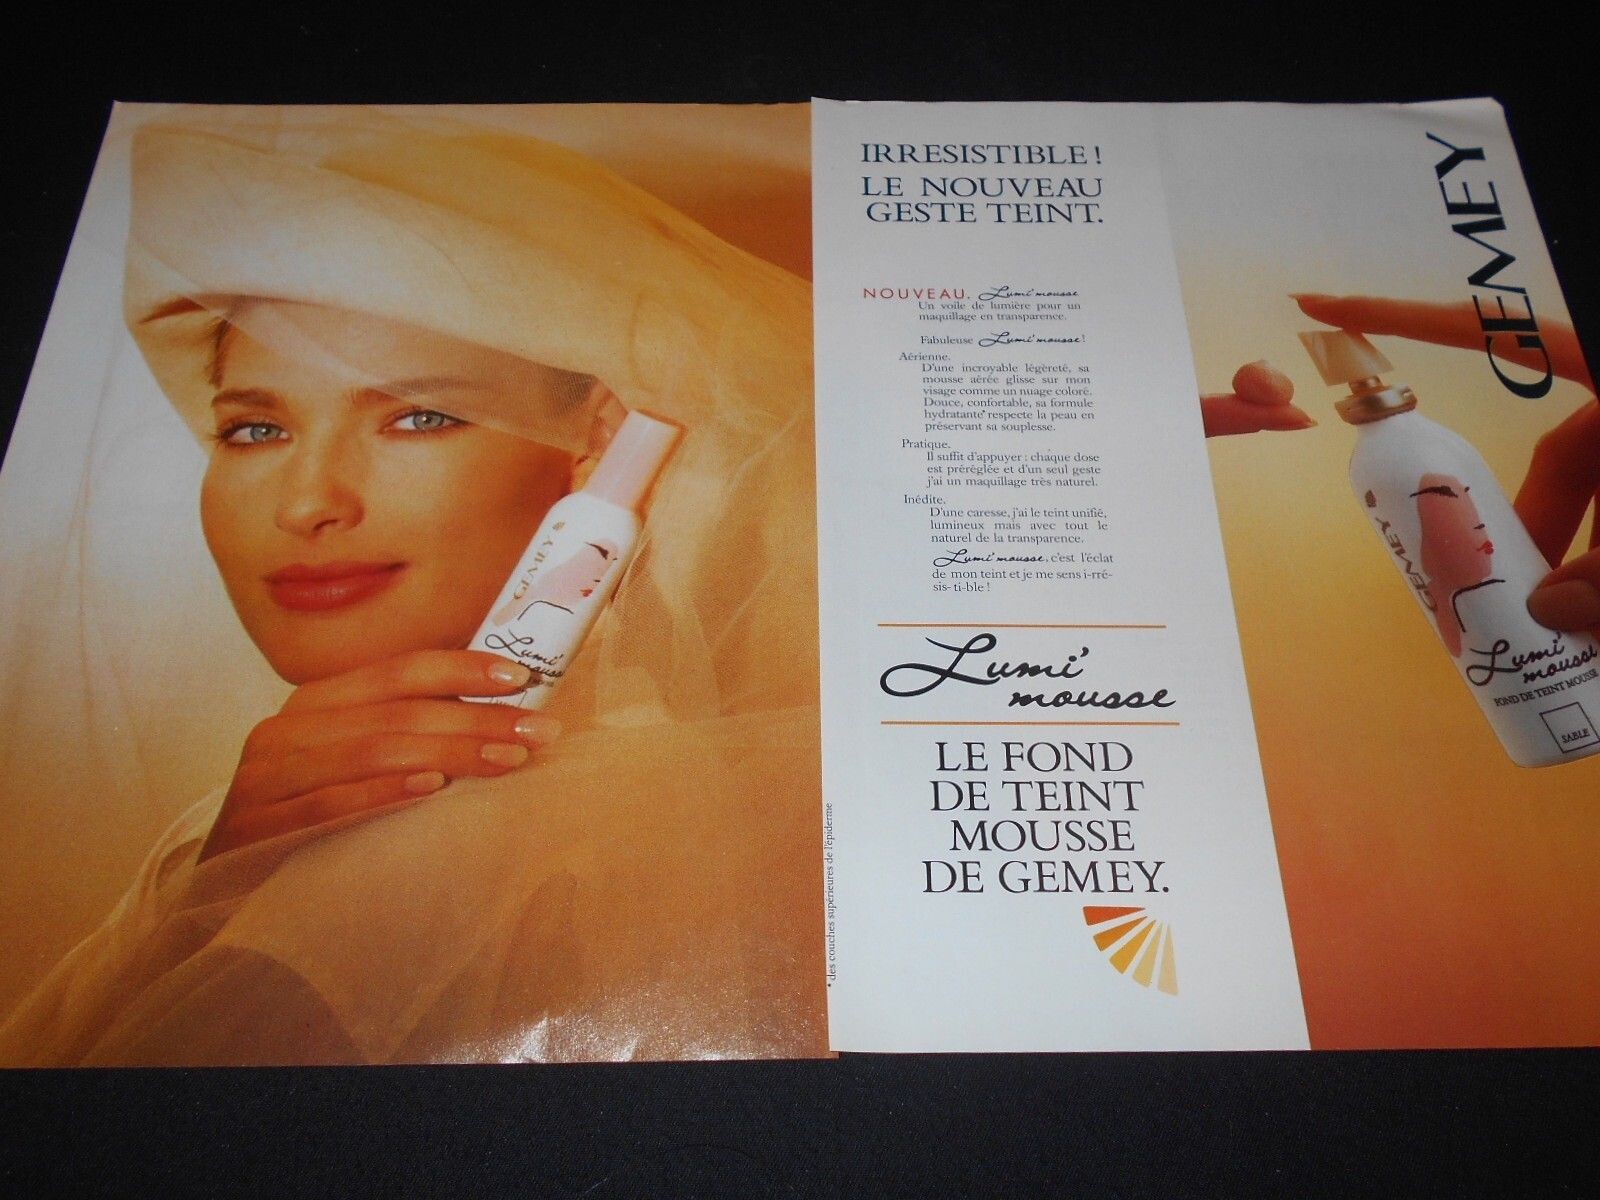 GEMEY
Lumi'
mousse
IRRESISTIBLE !
LE NOUVEAU
GESTE TEINT.
NOUVEAU. Lumi'mousse
Un voile de lumière pour un
maquillage en transparence.
Fabuleuse Lumi'mousse !
Aérienne.
D'une incroyable légèreté, sa
mousse aérée glisse sur mon
visage comme un nuage coloré.
Douce, confortable, sa formule
hydratante* respecte la peau en
préservant sa souplesse.
Pratique.
Il suffit d'appuyer : chaque dose
est préréglée et d'un seul geste
j'ai un maquillage très naturel.
Inédite.
D'une caresse, j'ai le teint unifié,
lumineux mais avec tout le
naturel de la transparence.
Lumi'mousse, c'est l'éclat
de mon teint et je me sens i-rré-
sis-ti-ble !
Lumi'
mousse
LE FOND
DE TEINT
MOUSSE
DE GEMEY.
* des couches supérieures de l'épiderme
GEMEY
GEMEY
Lumi'
mousse
FOND DE TEINT MOUSSE
SABLE